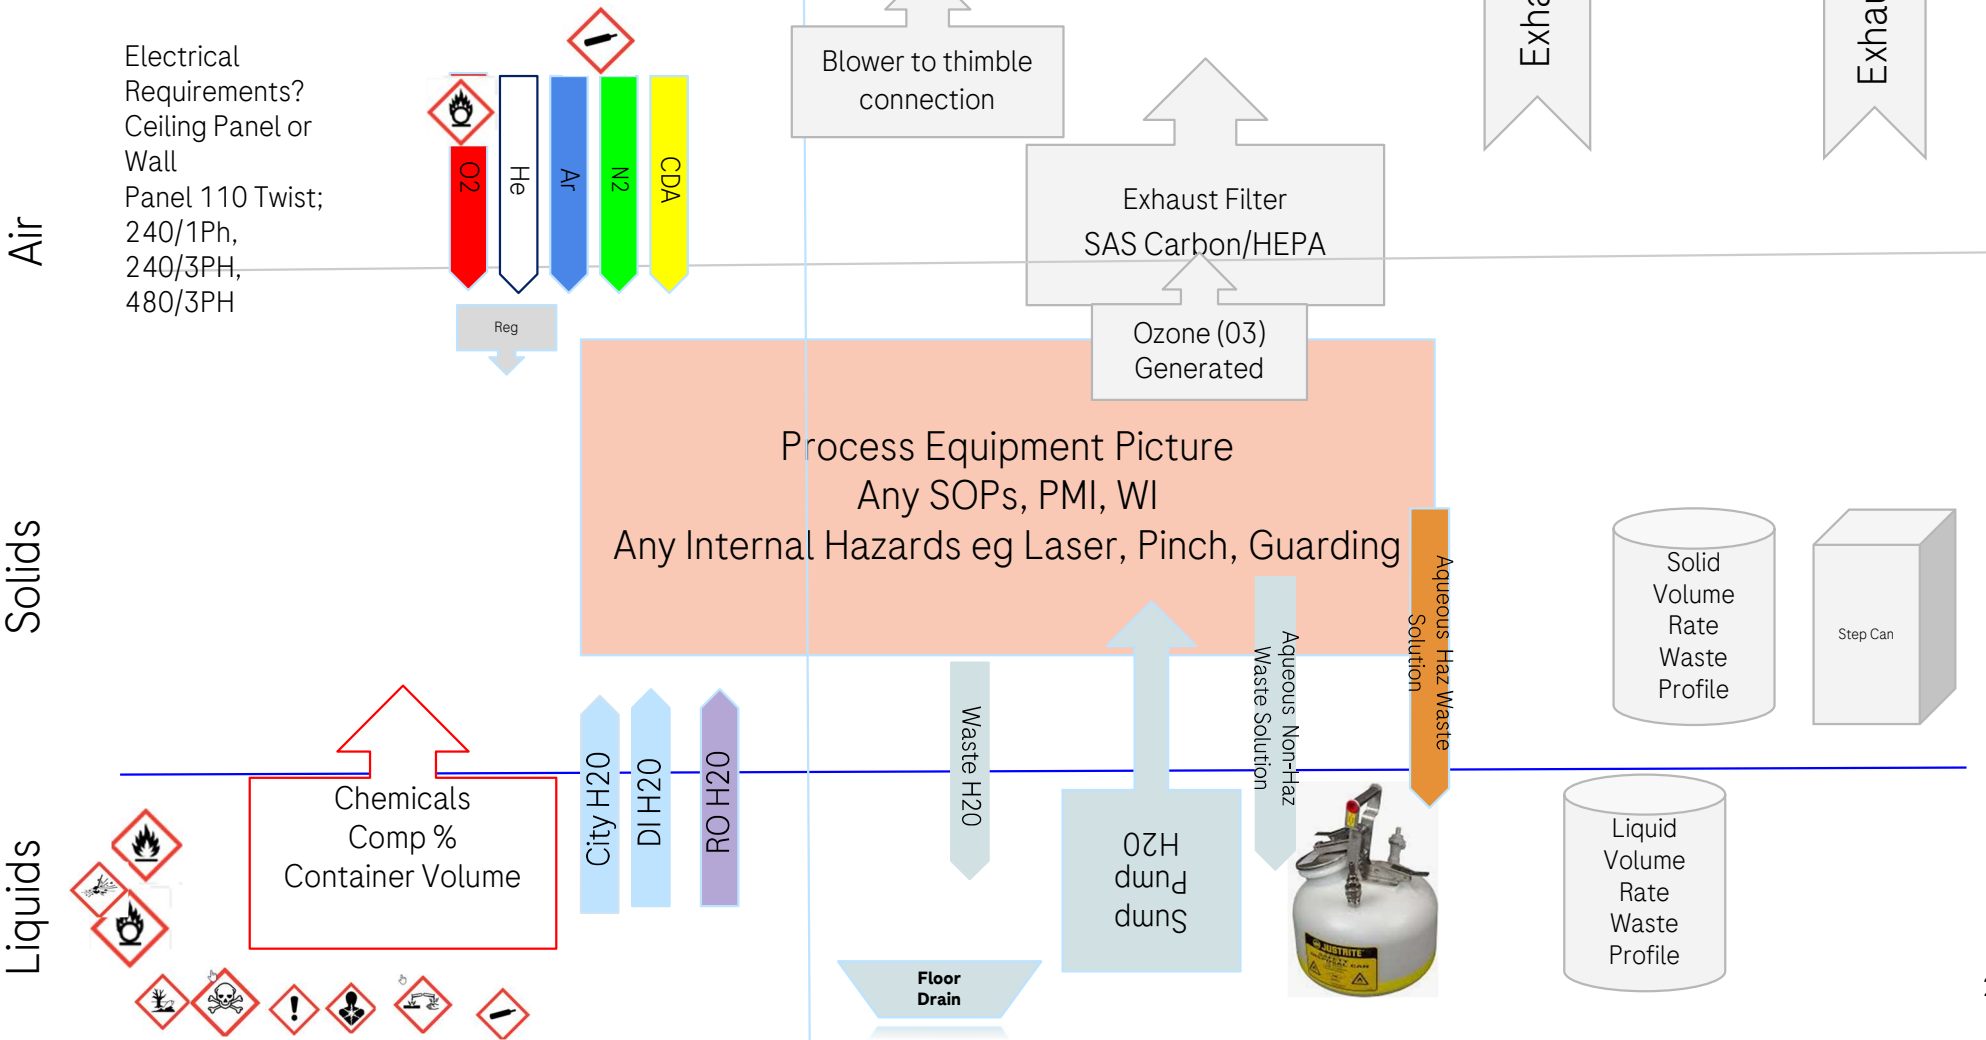 Electrical
Requirements?
Ceiling Panel or
Wall
Panel 110 Twist;
240/1Ph,
240/3PH,
480/3PH
O2
He
Ar
N2
CDA
Reg
Blower to thimble
connection
Exhaust Filter
SAS Carbon/HEPA
Ozone (03)
Generated
Air
Solids
Liquids
Process Equipment Picture
Any SOPs, PMI, WI
Any Internal Hazards eg Laser, Pinch, Guarding
Chemicals
Comp %
Container Volume
City H20
DI H20
RO H20
Waste H20
Floor
Drain
Sump
Pump
H20
Aqueous Non-Haz
Waste Solution
Aqueous Haz Waste
Solution
JUSTRITE
Solid
Volume
Rate
Waste
Profile
Step Can
Liquid
Volume
Rate
Waste
Profile